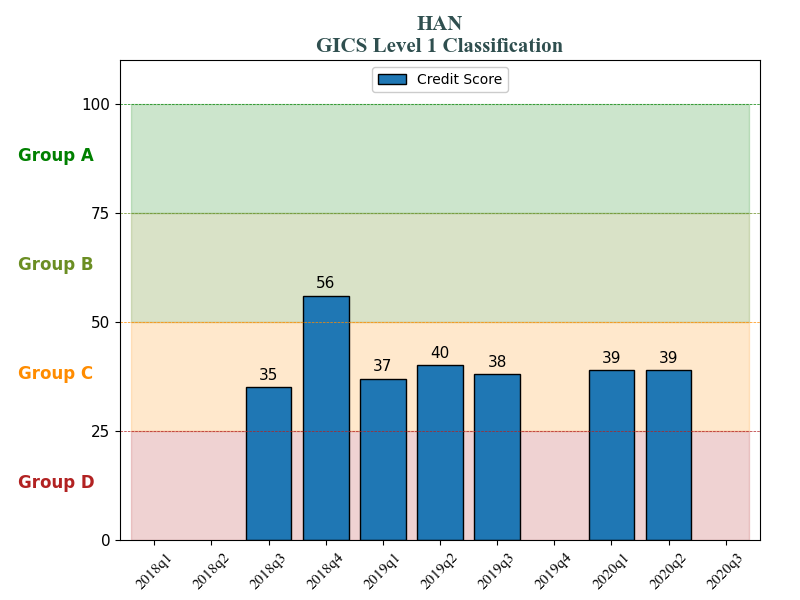 HAN
GICS Level 1 Classification
Credit Score
100
Group A
75
Group B
56
50
40
39
39
38
37
35
Group C
25
Group D
0
2018q1
2018q2
2018q3
2018q4
2019q1
2019q2
2019q3
2019q4
2020q1
2020q2
2020q3